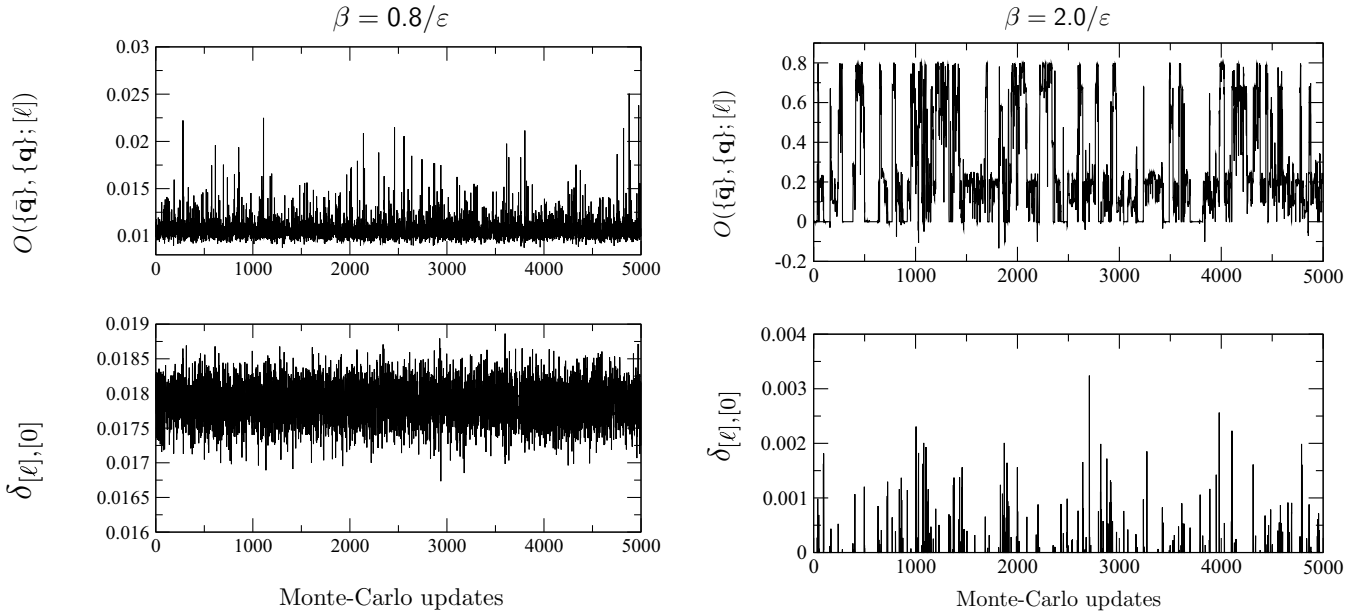 β = 0.8/ε
O({q̄}, {q}; [ℓ])
0.03
0.025
0.02
0.015
0.01
0 1000 2000 3000 4000 5000
δ[ℓ],[0]
0.019
0.0185
0.018
0.0175
0.017
0.0165
0.016
0 1000 2000 3000 4000 5000
Monte-Carlo updates
β = 2.0/ε
O({q̄}, {q}; [ℓ])
0.8
0.6
0.4
0.2
0
-0.2
0 1000 2000 3000 4000 5000
δ[ℓ],[0]
0.004
0.003
0.002
0.001
0
0 1000 2000 3000 4000 5000
Monte-Carlo updates